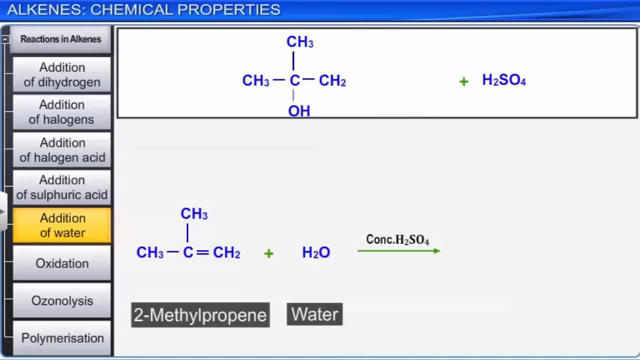 ALKENES: CHEMICAL PROPERTIES
Reactions in Alkenes
Addition
of dihydrogen
Addition
of halogens
Addition
of halogen acid
Addition
of sulphuric acid
Addition
of water
Oxidation
Ozonolysis
Polymerisation
CH₃
CH₃ — C — CH₂ + H₂SO₄
OH
CH₃
CH₃ — C = CH₂ + H₂O Conc.H₂SO₄
2-Methylpropene Water